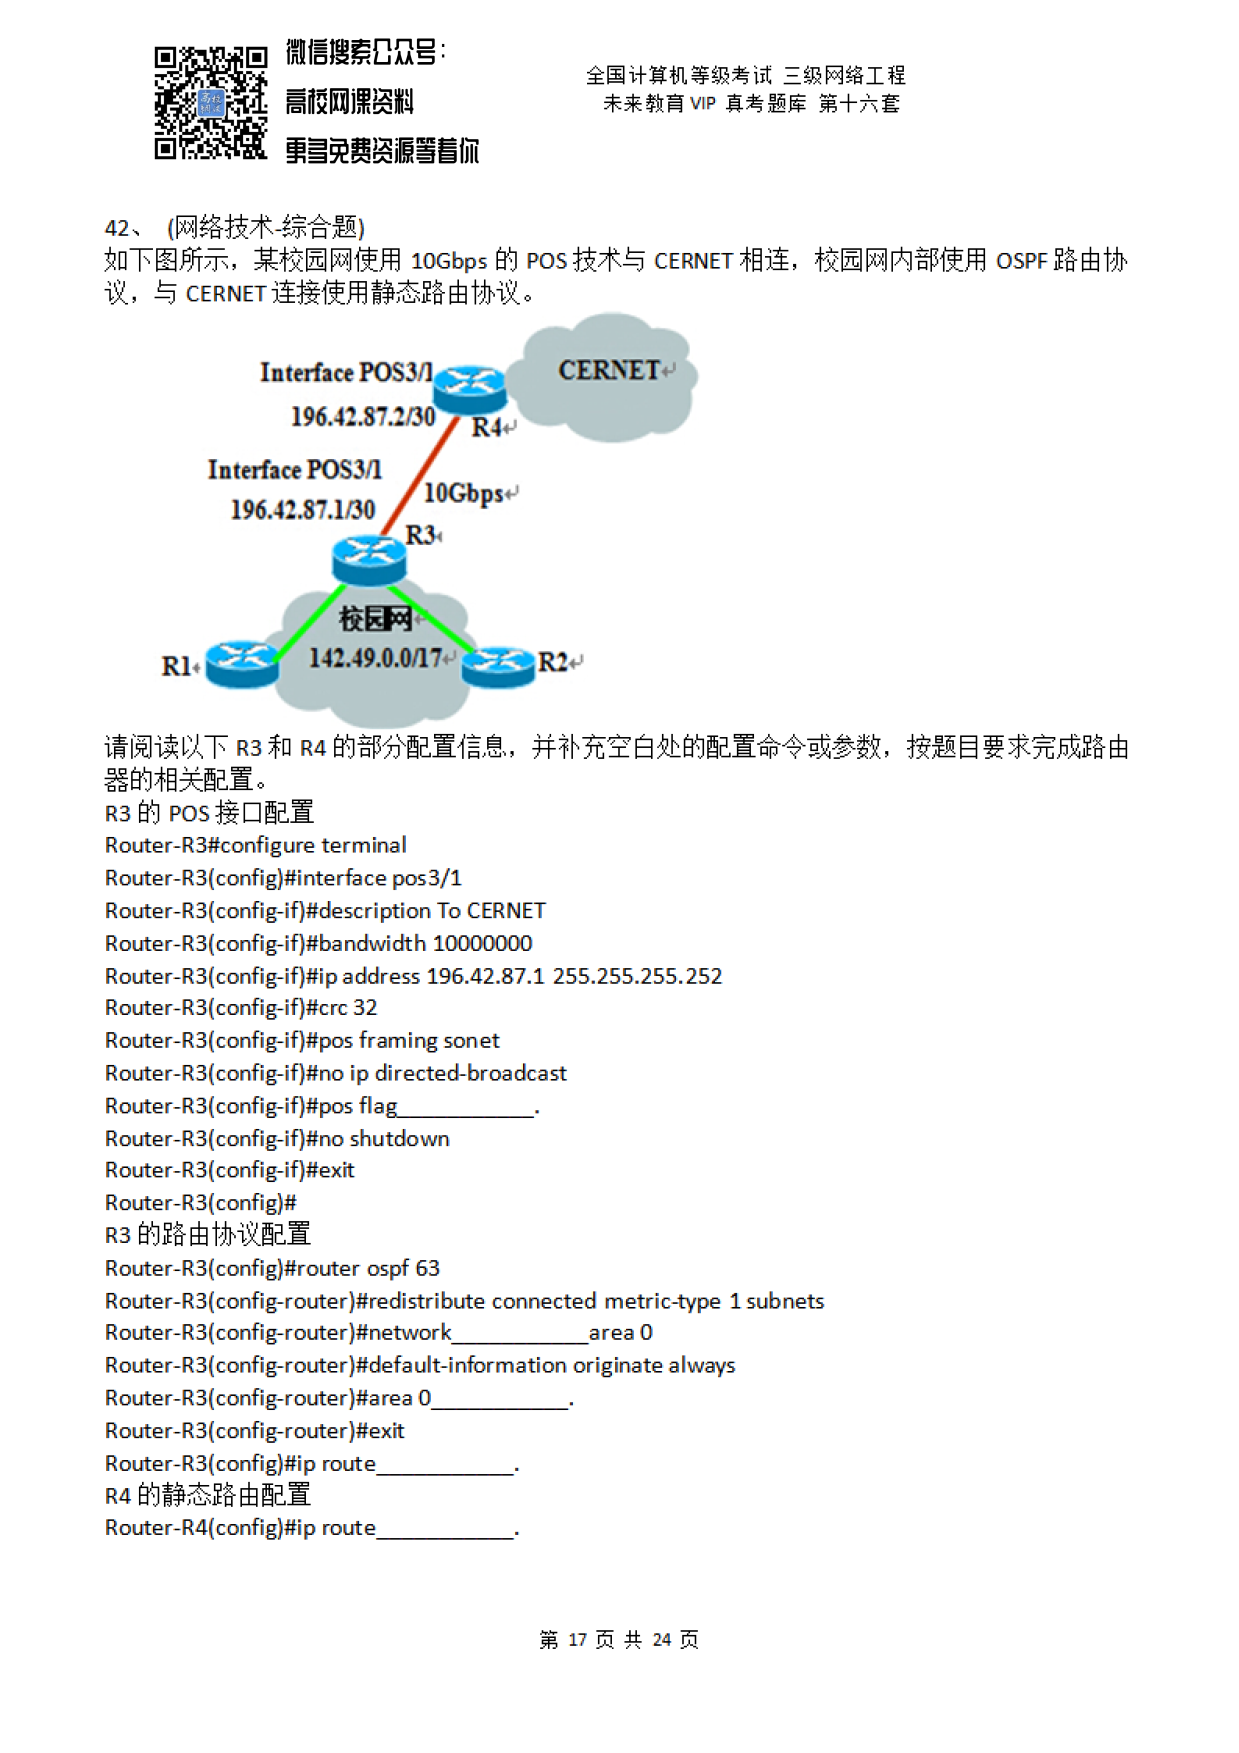 微信搜索公众号:
高校网课资料
更多免费资源等着你
全国计算机等级考试 三级网络工程
未来教育 VIP 真考题库 第十六套
42、 (网络技术-综合题)
如下图所示，某校园网使用 10Gbps 的 POS 技术与 CERNET 相连，校园网内部使用 OSPF 路由协
议，与 CERNET 连接使用静态路由协议。
CERNET↵
Interface POS3/1
196.42.87.2/30
R4↵
Interface POS3/1
196.42.87.1/30
10Gbps↵
R3↵
校园网↵
142.49.0.0/17↵
R1↵
R2↵
请阅读以下 R3 和 R4 的部分配置信息，并补充空白处的配置命令或参数，按题目要求完成路由
器的相关配置。
R3 的 POS 接口配置
Router-R3#configure terminal
Router-R3(config)#interface pos3/1
Router-R3(config-if)#description To CERNET
Router-R3(config-if)#bandwidth 10000000
Router-R3(config-if)#ip address 196.42.87.1 255.255.255.252
Router-R3(config-if)#crc 32
Router-R3(config-if)#pos framing sonet
Router-R3(config-if)#no ip directed-broadcast
Router-R3(config-if)#pos flag___________.
Router-R3(config-if)#no shutdown
Router-R3(config-if)#exit
Router-R3(config)#
R3 的路由协议配置
Router-R3(config)#router ospf 63
Router-R3(config-router)#redistribute connected metric-type 1 subnets
Router-R3(config-router)#network___________area 0
Router-R3(config-router)#default-information originate always
Router-R3(config-router)#area 0___________.
Router-R3(config-router)#exit
Router-R3(config)#ip route___________.
R4 的静态路由配置
Router-R4(config)#ip route___________.
第 17 页 共 24 页